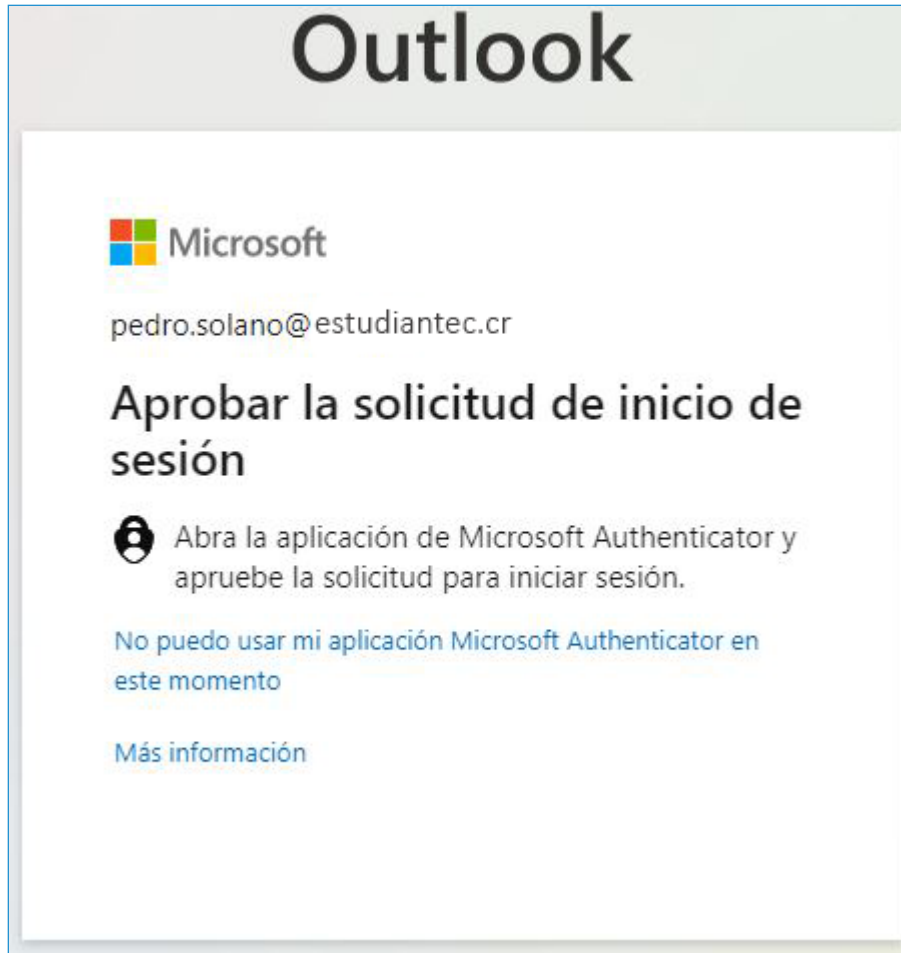 Outlook
Microsoft
pedro.solano@estudiantec.cr
Aprobar la solicitud de inicio de
sesión
Abra la aplicación de Microsoft Authenticator y
apruebe la solicitud para iniciar sesión.
No puedo usar mi aplicación Microsoft Authenticator en
este momento
Más información